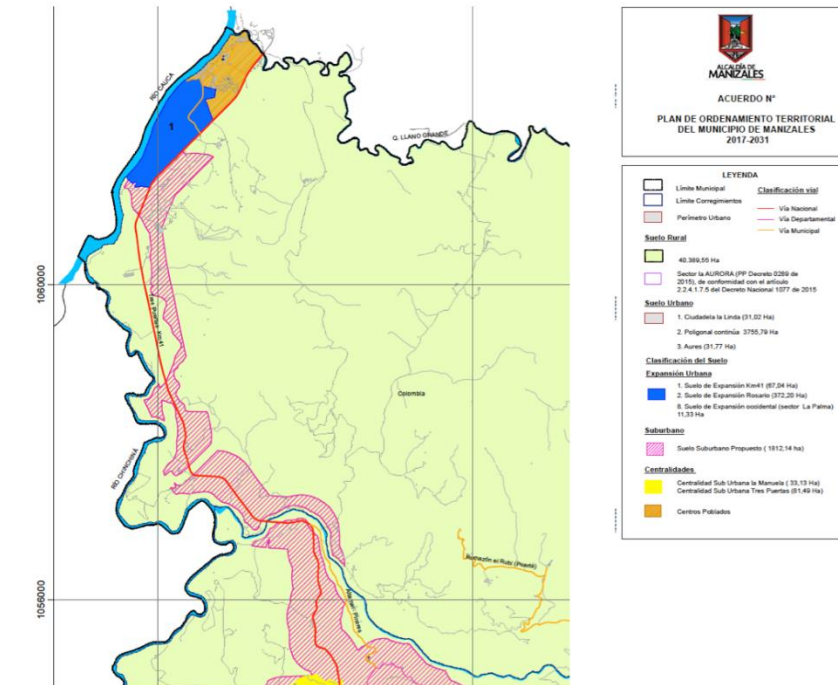 RÍO CAUCA
1
Q. LLANO GRANDE
1060000
Tres Puertas -Km41
Colombia
RÍO CHINCHINÁ
1056000
ALCALDÍA DE
MANIZALES
ACUERDO N°
PLAN DE ORDENAMIENTO TERRITORIAL
DEL MUNICIPIO DE MANIZALES
2017-2031
LEYENDA
Límite Municipal
Límite Corregimientos
Perímetro Urbano
Clasificación vial
Vía Nacional
Vía Departamental
Vía Municipal
Suelo Rural
40.369,55 Ha
Sector la AURORA (PP Decreto 0289 de
2015), de conformidad con el artículo
2.2.4.1.7.5 del Decreto Nacional 1077 de 2015
Suelo Urbano
1. Ciudadela la Linda (31,02 Ha)
2. Poligonal continúa 3755,79 Ha
3. Aures (31,77 Ha)
Clasificación del Suelo
Expansión Urbana
1. Suelo de Expansión Km41 (67,04 Ha)
2. Suelo de Expansión Rosario (372,20 Ha)
8. Suelo de Expansión occidental (sector La Palma)
11,33 Ha
Suburbano
Suelo Suburbano Propuesto ( 1812,14 ha)
Centralidades
Centralidad Sub Urbana la Manuela ( 33,13 Ha)
Centralidad Sub Urbana Tres Puertas (81,49 Ha)
Centros Poblados